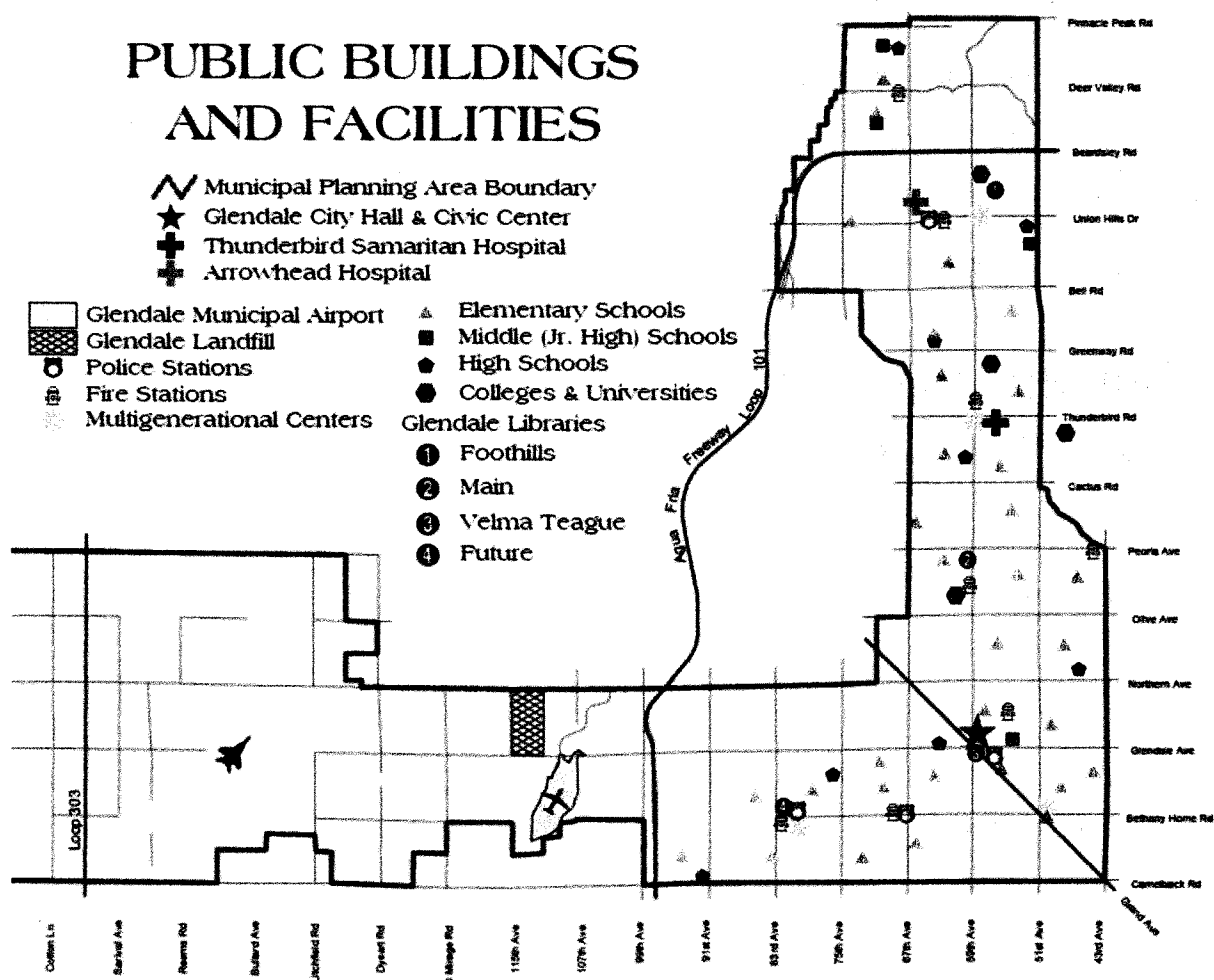 PUBLIC BUILDINGS
AND FACILITIES
Municipal Planning Area Boundary
Glendale City Hall & Civic Center
Thunderbird Samaritan Hospital
Arrowhead Hospital
Glendale Municipal Airport
Glendale Landfill
Police Stations
Fire Stations
Multigenerational Centers
Elementary Schools
Middle (Jr. High) Schools
High Schools
Colleges & Universities
Glendale Libraries
1 Foothills
2 Main
3 Velma Teague
4 Future
Pinnacle Peak Rd
Deer Valley Rd
Beardsley Rd
Union Hills Dr
Bell Rd
Greenway Rd
Thunderbird Rd
Cactus Rd
Peoria Ave
Olive Ave
Northern Ave
Glendale Ave
Bethany Home Rd
Camelback Rd
Grand Ave
Agua Fria Freeway Loop 101
Loop 303
Cotton Ln
Sarival Ave
Reems Rd
Bullard Ave
Litchfield Rd
Dysart Rd
Mirage Rd
115th Ave
107th Ave
99th Ave
91st Ave
83rd Ave
75th Ave
67th Ave
59th Ave
51st Ave
43rd Ave